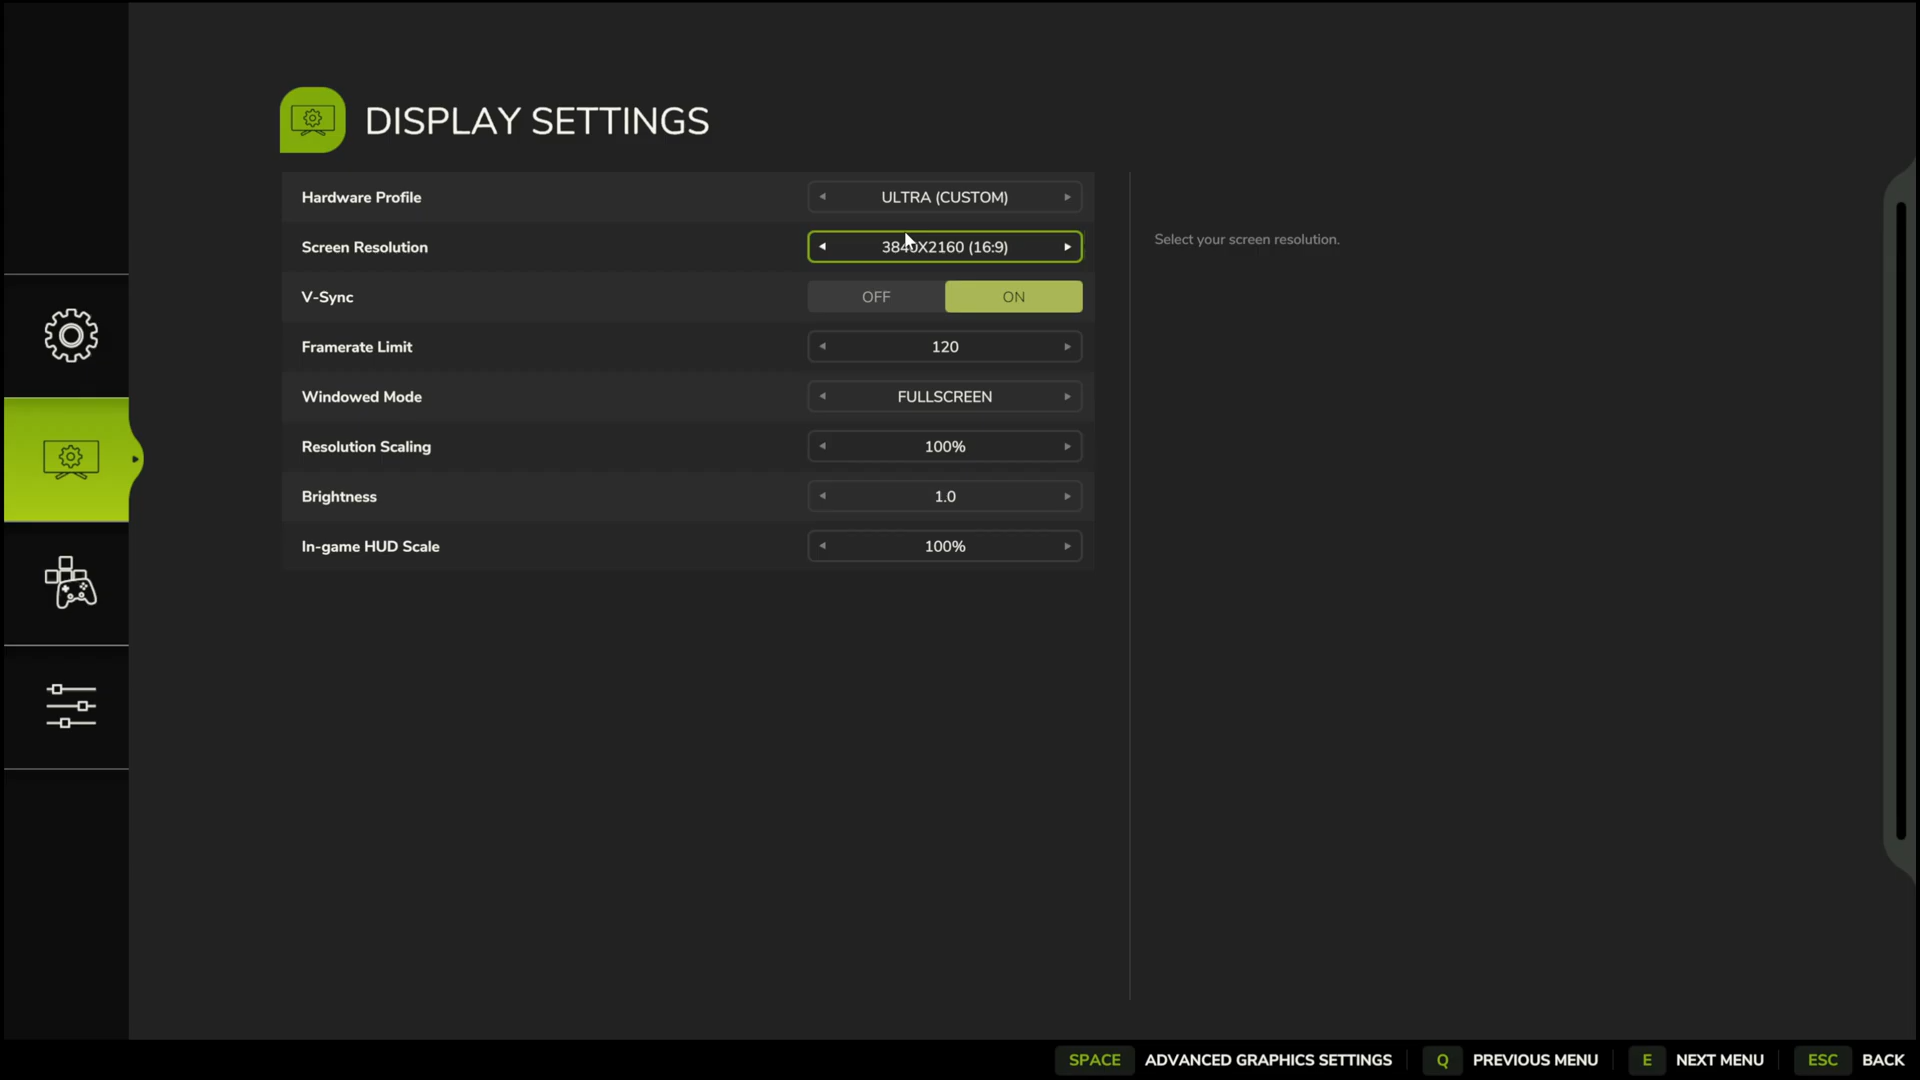 DISPLAY SETTINGS
Hardware Profile ULTRA (CUSTOM)
Screen Resolution 3840X2160 (16:9)
Select your screen resolution.
V-Sync OFF ON
Framerate Limit 120
Windowed Mode FULLSCREEN
Resolution Scaling 100%
Brightness 1.0
In-game HUD Scale 100%
SPACE ADVANCED GRAPHICS SETTINGS Q PREVIOUS MENU E NEXT MENU ESC BACK